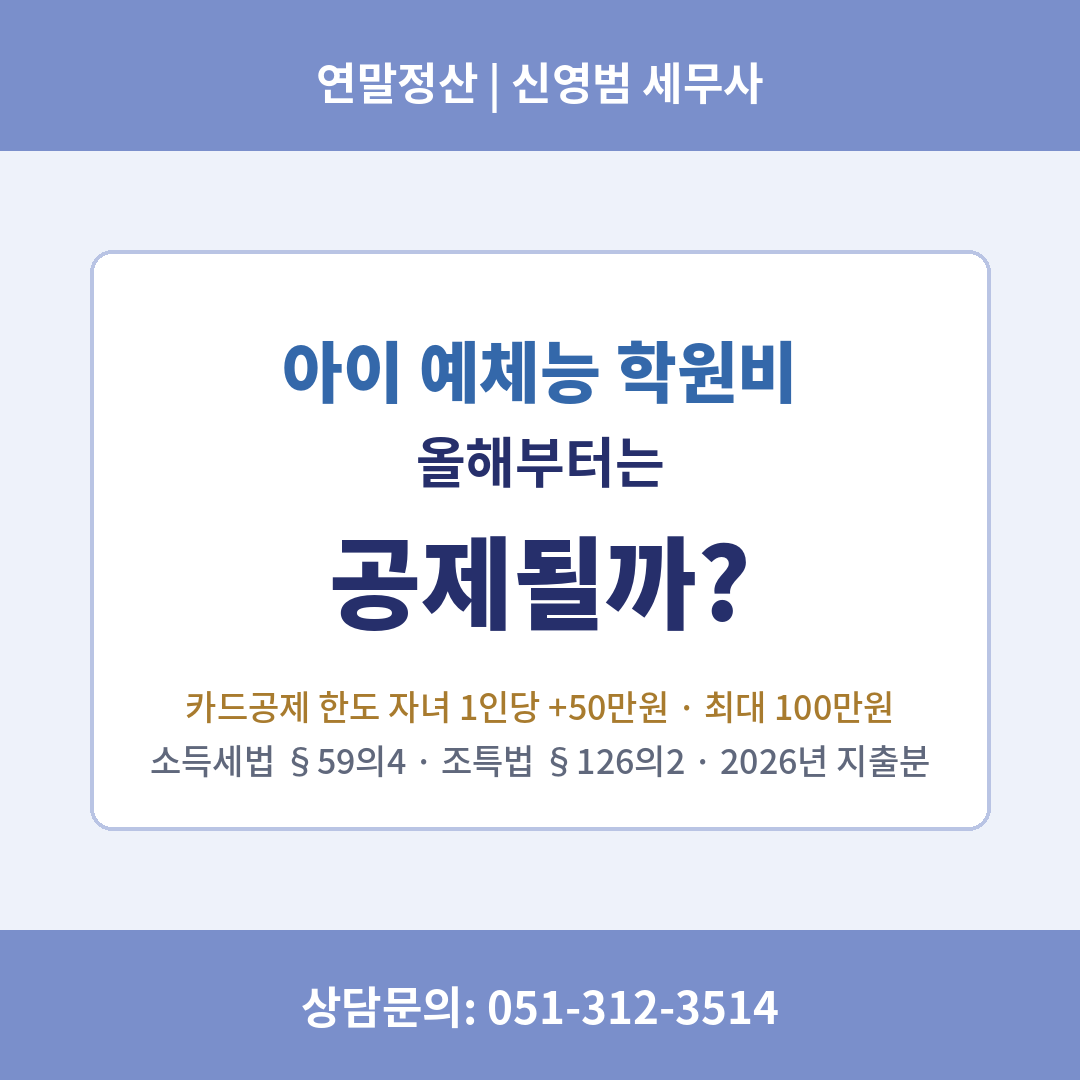 연말정산 | 신영범 세무사
아이 예체능 학원비
올해부터는
공제될까?
카드공제 한도 자녀 1인당 +50만원 · 최대 100만원
소득세법 §59의4 · 조특법 §126의2 · 2026년 지출분
상담문의: 051-312-3514